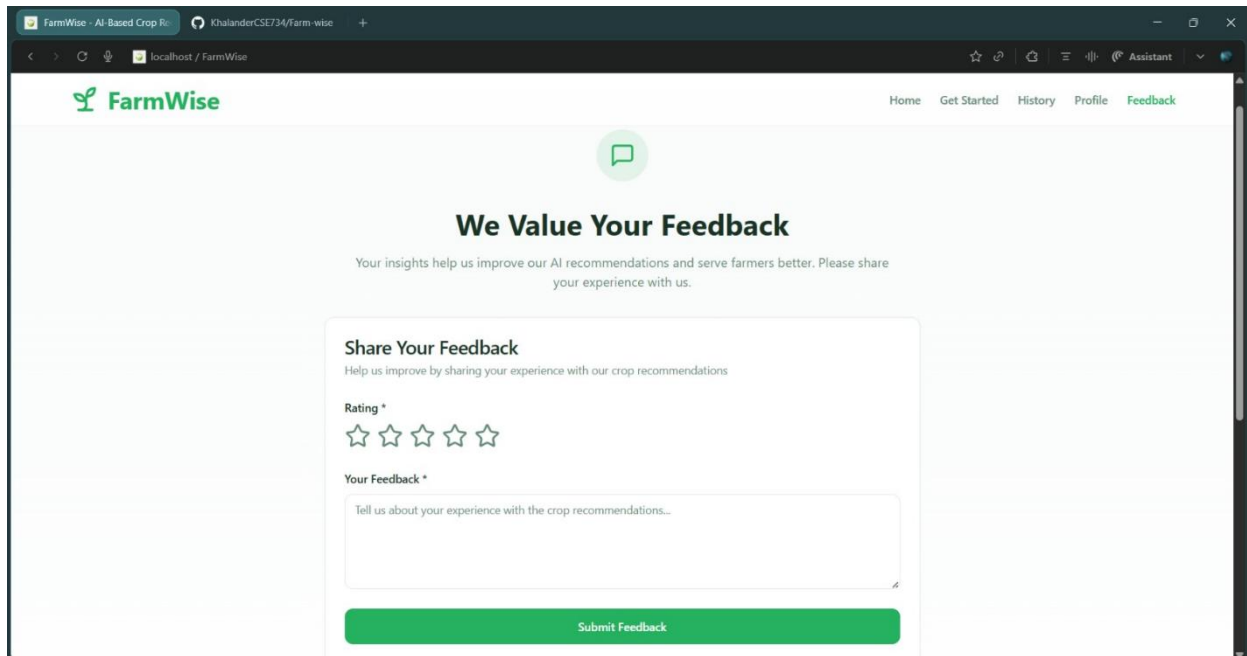 FarmWise - AI-Based Crop Re
KhalanderCSE734/Farm-wise
localhost / FarmWise
Assistant
FarmWise
Home Get Started History Profile Feedback
We Value Your Feedback
Your insights help us improve our AI recommendations and serve farmers better. Please share
your experience with us.
Share Your Feedback
Help us improve by sharing your experience with our crop recommendations
Rating *
Your Feedback *
Tell us about your experience with the crop recommendations...
Submit Feedback